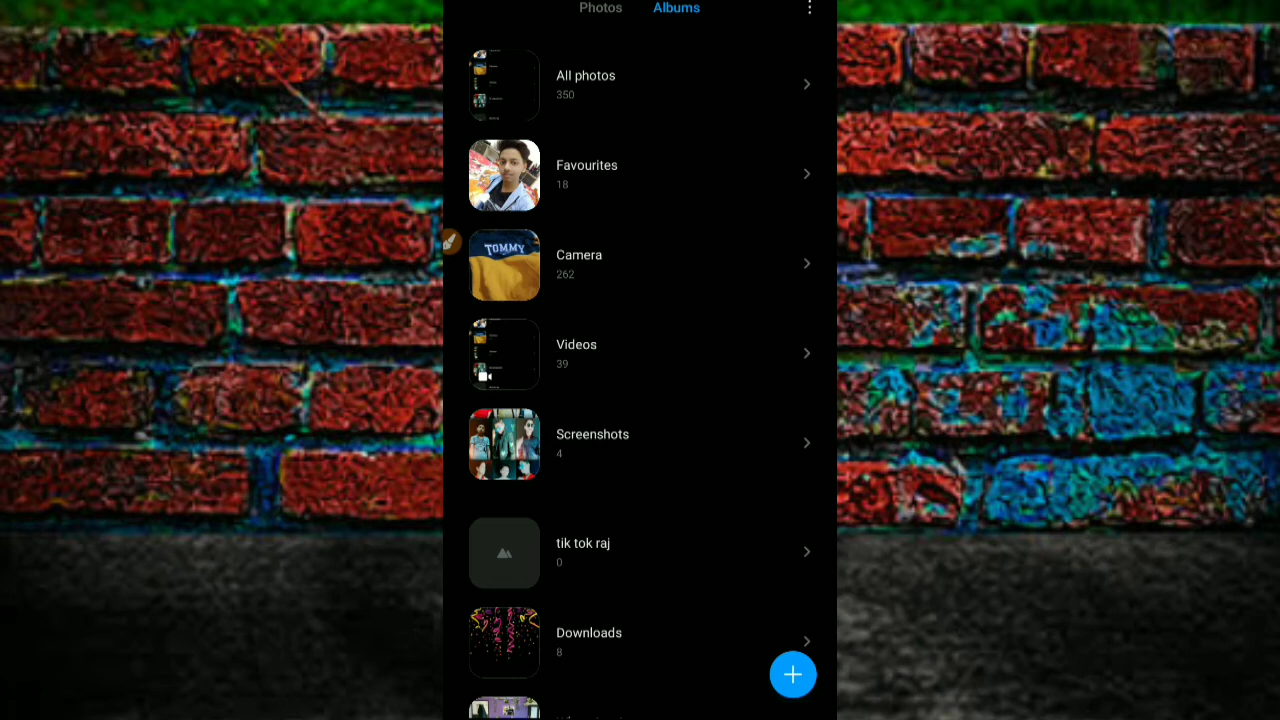 Photos Albums
All photos
350
Favourites
18
TOMMY
Camera
262
Videos
39
Screenshots
4
tik tok raj
0
Downloads
8